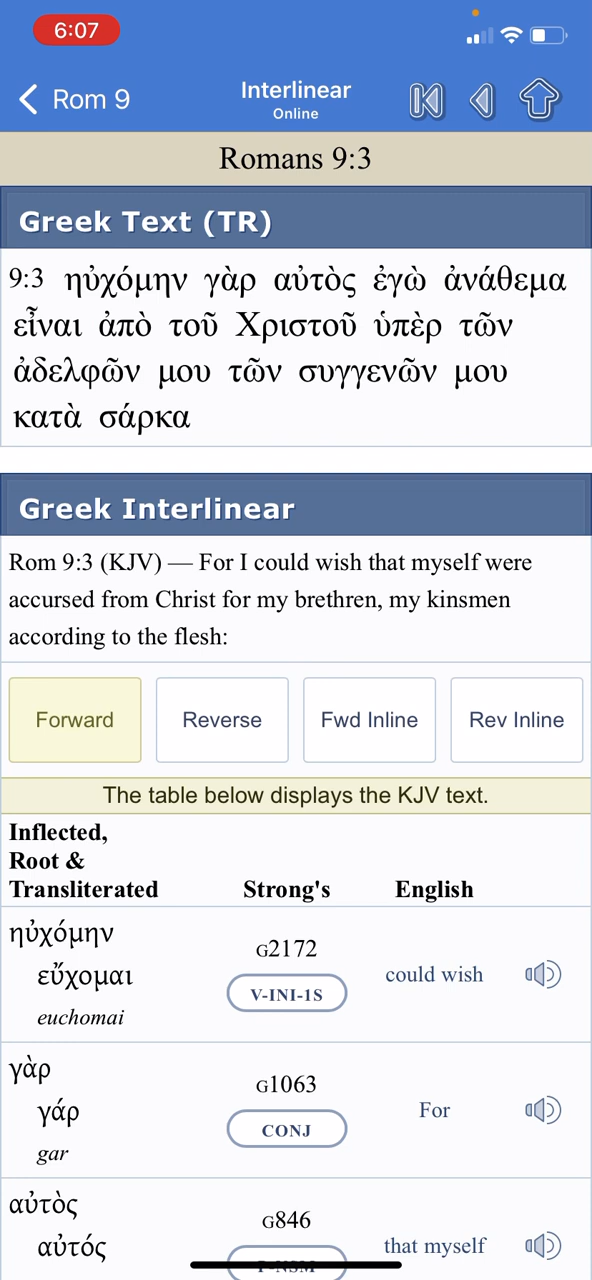 6:07
Rom 9
Interlinear
Online
Romans 9:3
Greek Text (TR)
9:3 ηὐχόμην γὰρ αὐτὸς ἐγὼ ἀνάθεμα
εἶναι ἀπὸ τοῦ Χριστοῦ ὑπὲρ τῶν
ἀδελφῶν μου τῶν συγγενῶν μου
κατὰ σάρκα
Greek Interlinear
Rom 9:3 (KJV) — For I could wish that myself were
accursed from Christ for my brethren, my kinsmen
according to the flesh:
Forward Reverse Fwd Inline Rev Inline
The table below displays the KJV text.
Inflected,
Root &
Transliterated Strong's English
ηὐχόμην
εὔχομαι
euchomai
G2172
V-INI-1S
could wish
γὰρ
γάρ
gar
G1063
CONJ
For
αὐτὸς
αὐτός
G846
P-NSM
that myself